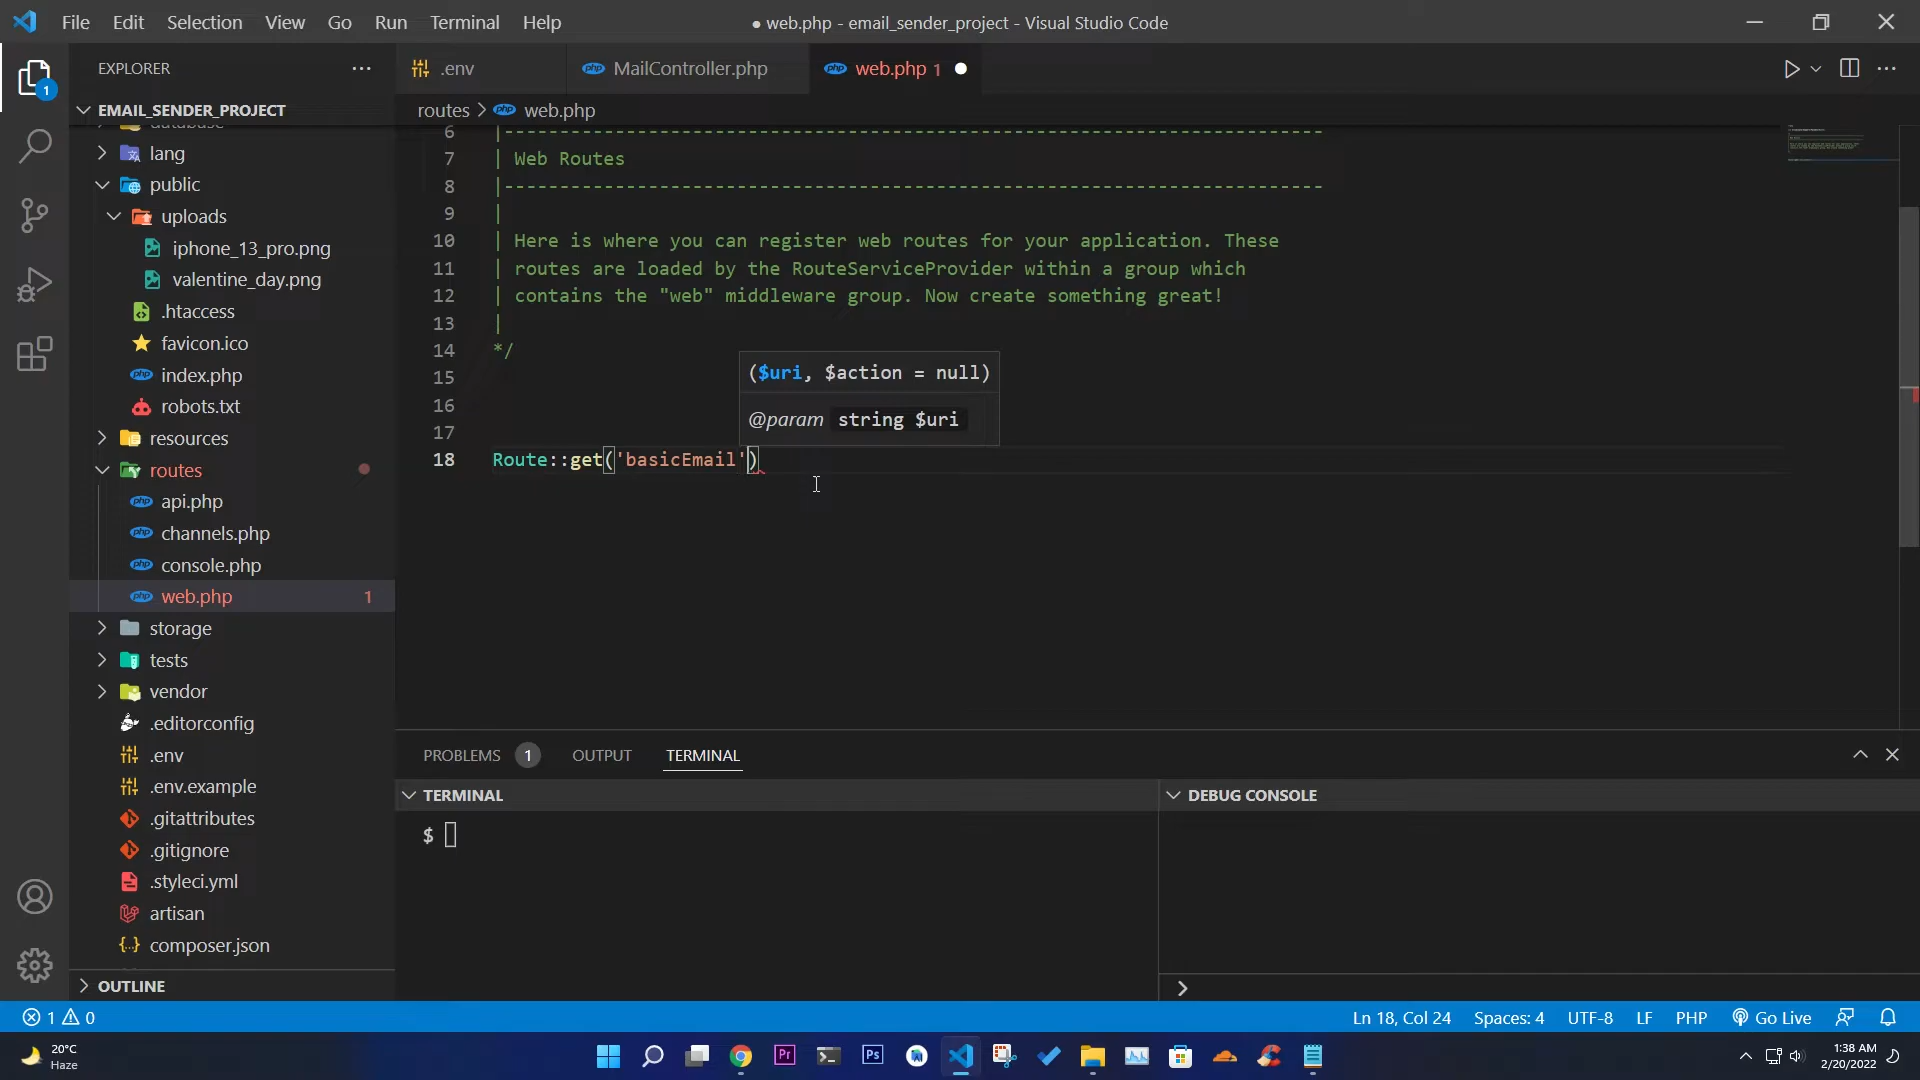 File Edit Selection View Go Run Terminal Help
● web.php - email_sender_project - Visual Studio Code
EXPLORER
.env
MailController.php
web.php 1
EMAIL_SENDER_PROJECT
routes > web.php
database
lang
public
uploads
iphone_13_pro.png
valentine_day.png
.htaccess
favicon.ico
index.php
robots.txt
resources
routes
api.php
channels.php
console.php
web.php 1
storage
tests
vendor
.editorconfig
.env
.env.example
.gitattributes
.gitignore
.styleci.yml
artisan
composer.json
OUTLINE
6 |--------------------------------------------------------------------------
7 | Web Routes
8 |--------------------------------------------------------------------------
9 |
10 | Here is where you can register web routes for your application. These
11 | routes are loaded by the RouteServiceProvider within a group which
12 | contains the "web" middleware group. Now create something great!
13 |
14 */
15
16
17
18 Route::get('basicEmail')
($uri, $action = null)
@param string $uri
PROBLEMS 1 OUTPUT TERMINAL
TERMINAL
$
DEBUG CONSOLE
1 0
Ln 18, Col 24 Spaces: 4 UTF-8 LF PHP Go Live
20°C
Haze
Pr
Ps
1:38 AM
2/20/2022